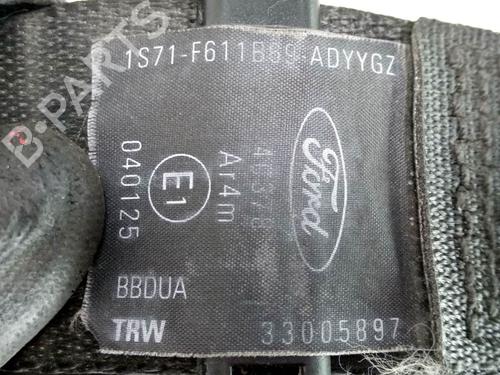 1S71-F611B69-ADYYGZ
Ford
Ar4m
E1
040125
BBDUA
TRW
33005897
B-PARTS